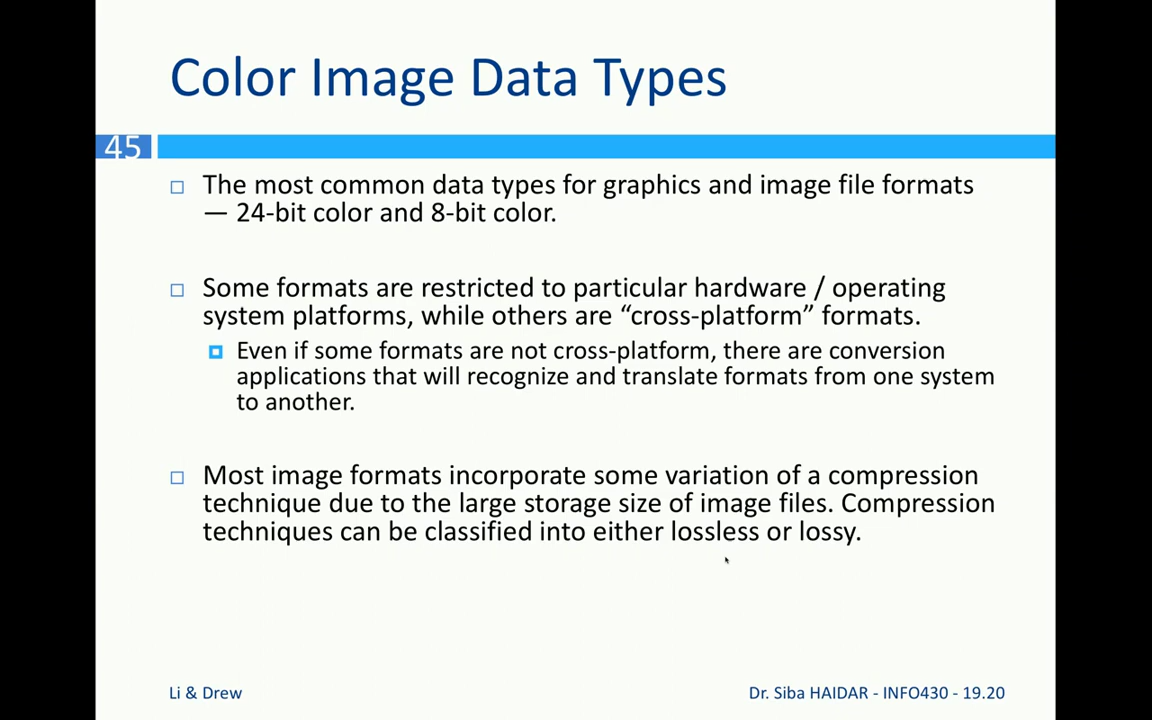 Color Image Data Types
45
The most common data types for graphics and image file formats
— 24-bit color and 8-bit color.
Some formats are restricted to particular hardware / operating
system platforms, while others are “cross-platform” formats.
Even if some formats are not cross-platform, there are conversion
applications that will recognize and translate formats from one system
to another.
Most image formats incorporate some variation of a compression
technique due to the large storage size of image files. Compression
techniques can be classified into either lossless or lossy.
Li & Drew
Dr. Siba HAIDAR - INFO430 - 19.20